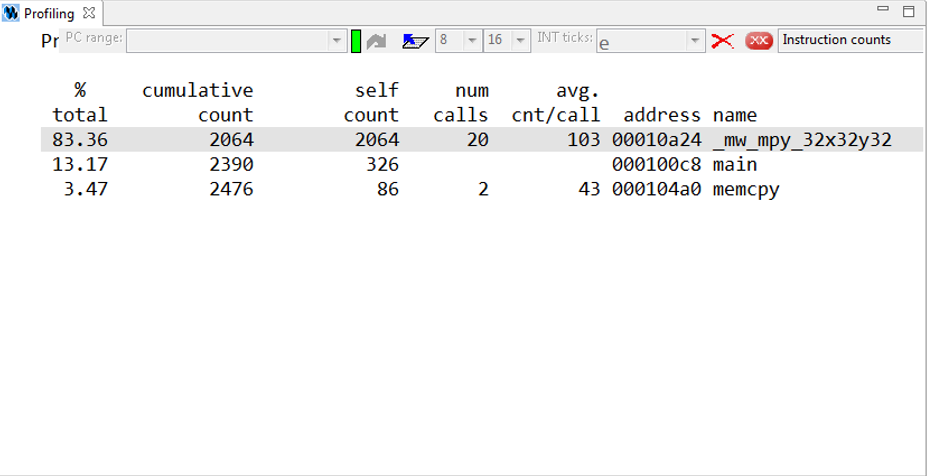 Profiling
Pr PC range: 8 16 INT ticks: e XX Instruction counts
% cumulative self num avg.
total count count calls cnt/call address name
83.36 2064 2064 20 103 00010a24 _mw_mpy_32x32y32
13.17 2390 326 000100c8 main
3.47 2476 86 2 43 000104a0 memcpy